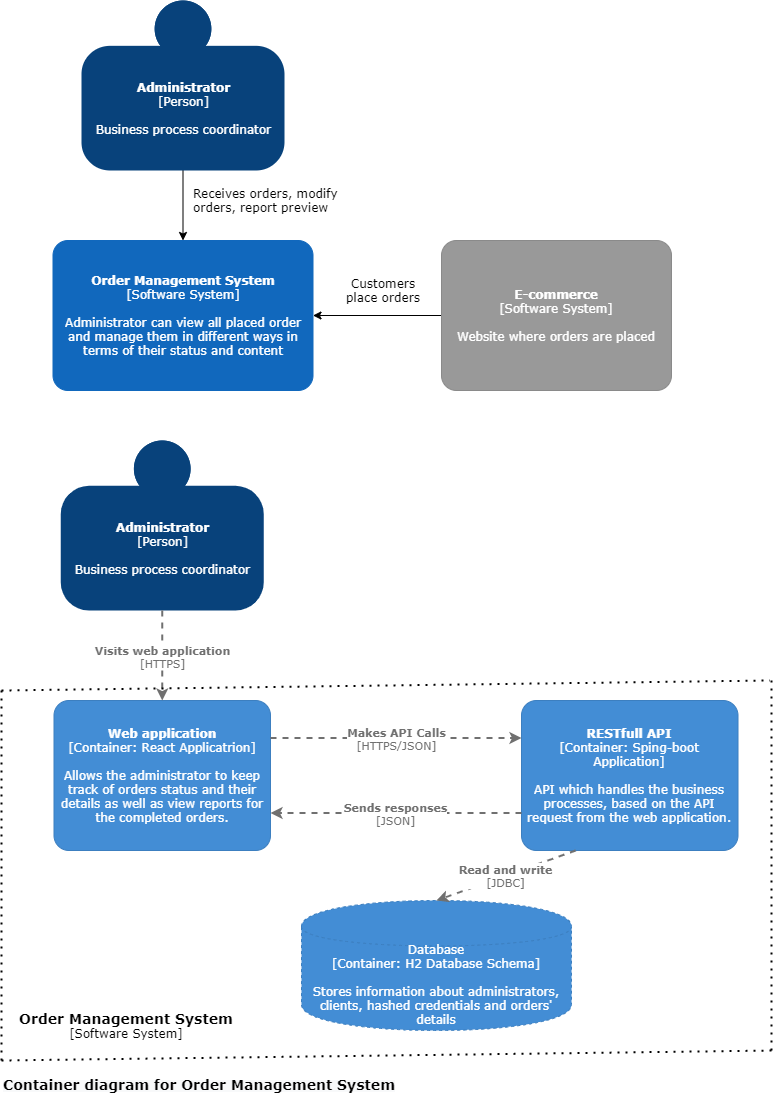 Administrator
[Person]
Business process coordinator
Receives orders, modify
orders, report preview
Order Management System
[Software System]
Administrator can view all placed order
and manage them in different ways in
terms of their status and content
Customers
place orders
E-commerce
[Software System]
Website where orders are placed
Administrator
[Person]
Business process coordinator
Visits web application
[HTTPS]
Web application
[Container: React Applicatrion]
Allows the administrator to keep
track of orders status and their
details as well as view reports for
the completed orders.
Makes API Calls
[HTTPS/JSON]
Sends responses
[JSON]
RESTfull API
[Container: Sping-boot
Application]
API which handles the business
processes, based on the API
request from the web application.
Read and write
[JDBC]
Database
[Container: H2 Database Schema]
Stores information about administrators,
clients, hashed credentials and orders'
details
Order Management System
[Software System]
Container diagram for Order Management System